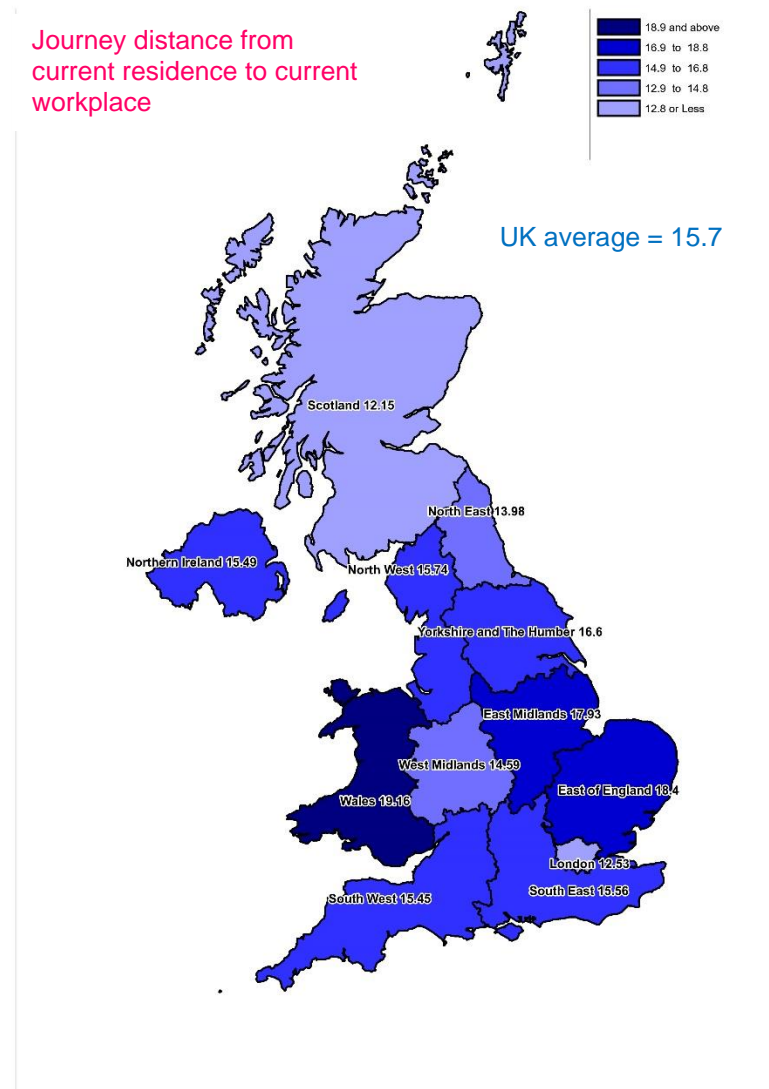 Journey distance from
current residence to current
workplace
18.9 and above
16.9 to 18.8
14.9 to 16.8
12.9 to 14.8
12.8 or Less
UK average = 15.7
Scotland 12.15
North East 13.98
Northern Ireland 15.49
North West 15.74
Yorkshire and The Humber 16.6
East Midlands 17.93
West Midlands 14.59
East of England 18.4
Wales 19.16
London 12.53
South East 15.56
South West 15.45